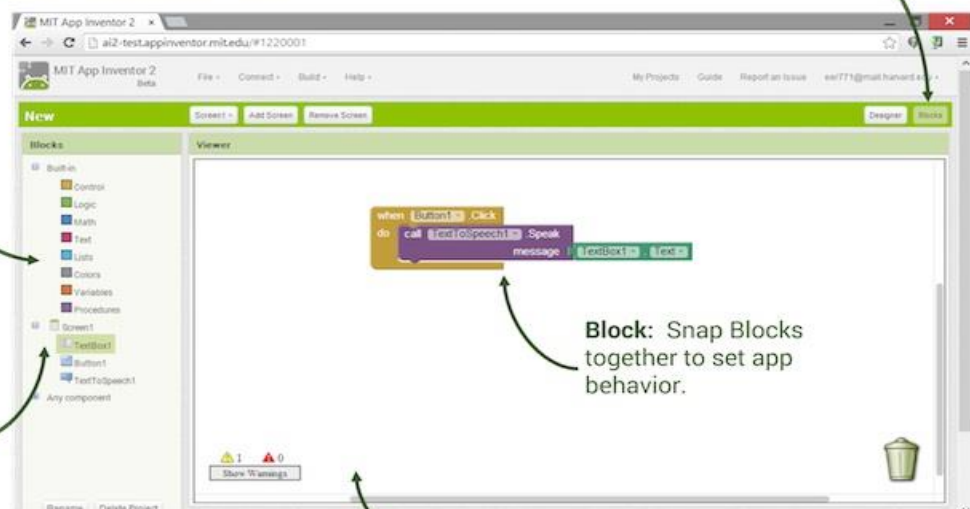 MIT App Inventor 2
ai2-test.appinventor.mit.edu/#1220001
MIT App Inventor 2
Beta
File Connect Build Help
My Projects Guide Report an Issue
New
Screen1 Add Screen Remove Screen
Designer Blocks
Blocks
Viewer
Built-in
Control
Logic
Math
Text
Lists
Colors
Variables
Procedures
Screen1
TextBox1
Button1
TextToSpeech1
Any component
when Button1 .Click
do call TextToSpeech1 .Speak
message TextBox1 . Text
Block: Snap Blocks
together to set app
behavior.
1 0
Show Warnings
Rename Delete Project